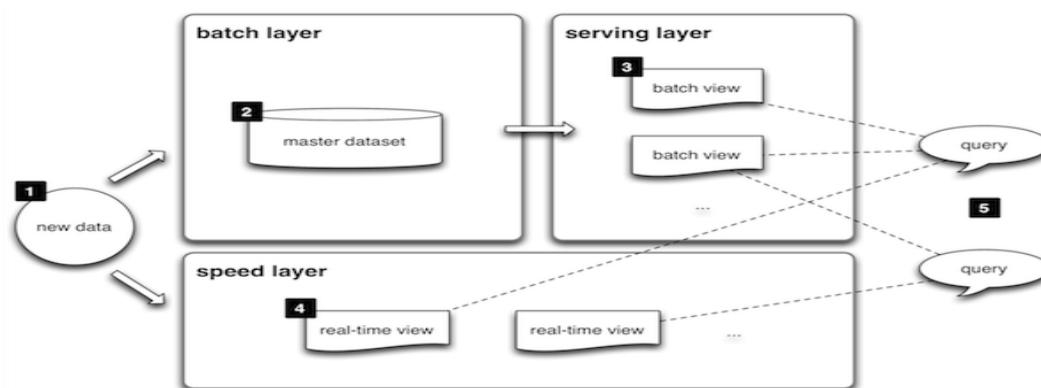 batch layer
2
master dataset
serving layer
3
batch view
batch view
...
1
new data
speed layer
4
real-time view
real-time view
...
query
5
query